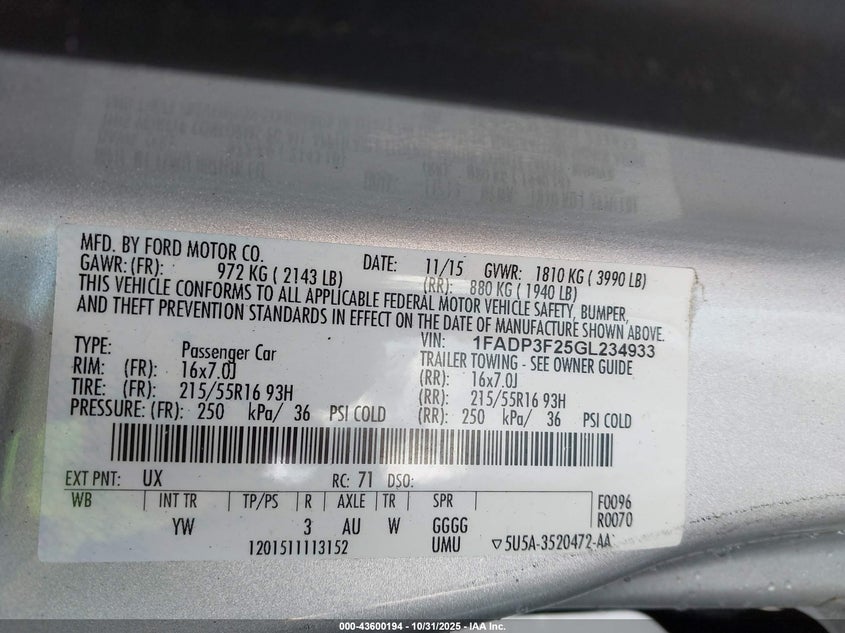 MFD. BY FORD MOTOR CO.
DATE: 11/15 GVWR: 1810 KG ( 3990 LB)
GAWR: (FR): 972 KG ( 2143 LB) (RR): 880 KG ( 1940 LB)
THIS VEHICLE CONFORMS TO ALL APPLICABLE FEDERAL MOTOR VEHICLE SAFETY, BUMPER,
AND THEFT PREVENTION STANDARDS IN EFFECT ON THE DATE OF MANUFACTURE SHOWN ABOVE.
VIN: 1FADP3F25GL234933
TYPE: Passenger Car TRAILER TOWING - SEE OWNER GUIDE
RIM: (FR): 16x7.0J (RR): 16x7.0J
TIRE: (FR): 215/55R16 93H (RR): 215/55R16 93H
PRESSURE: (FR): 250 kPa/ 36 PSI COLD (RR): 250 kPa/ 36 PSI COLD
EXT PNT: UX RC: 71 DSO:
WB INT TR TP/PS R AXLE TR SPR F0096
YW 3 AU W GGGG R0070
1201511113152 UMU ▽5U5A-3520472-AA
000-43600194 - 10/31/2025 - IAA Inc.